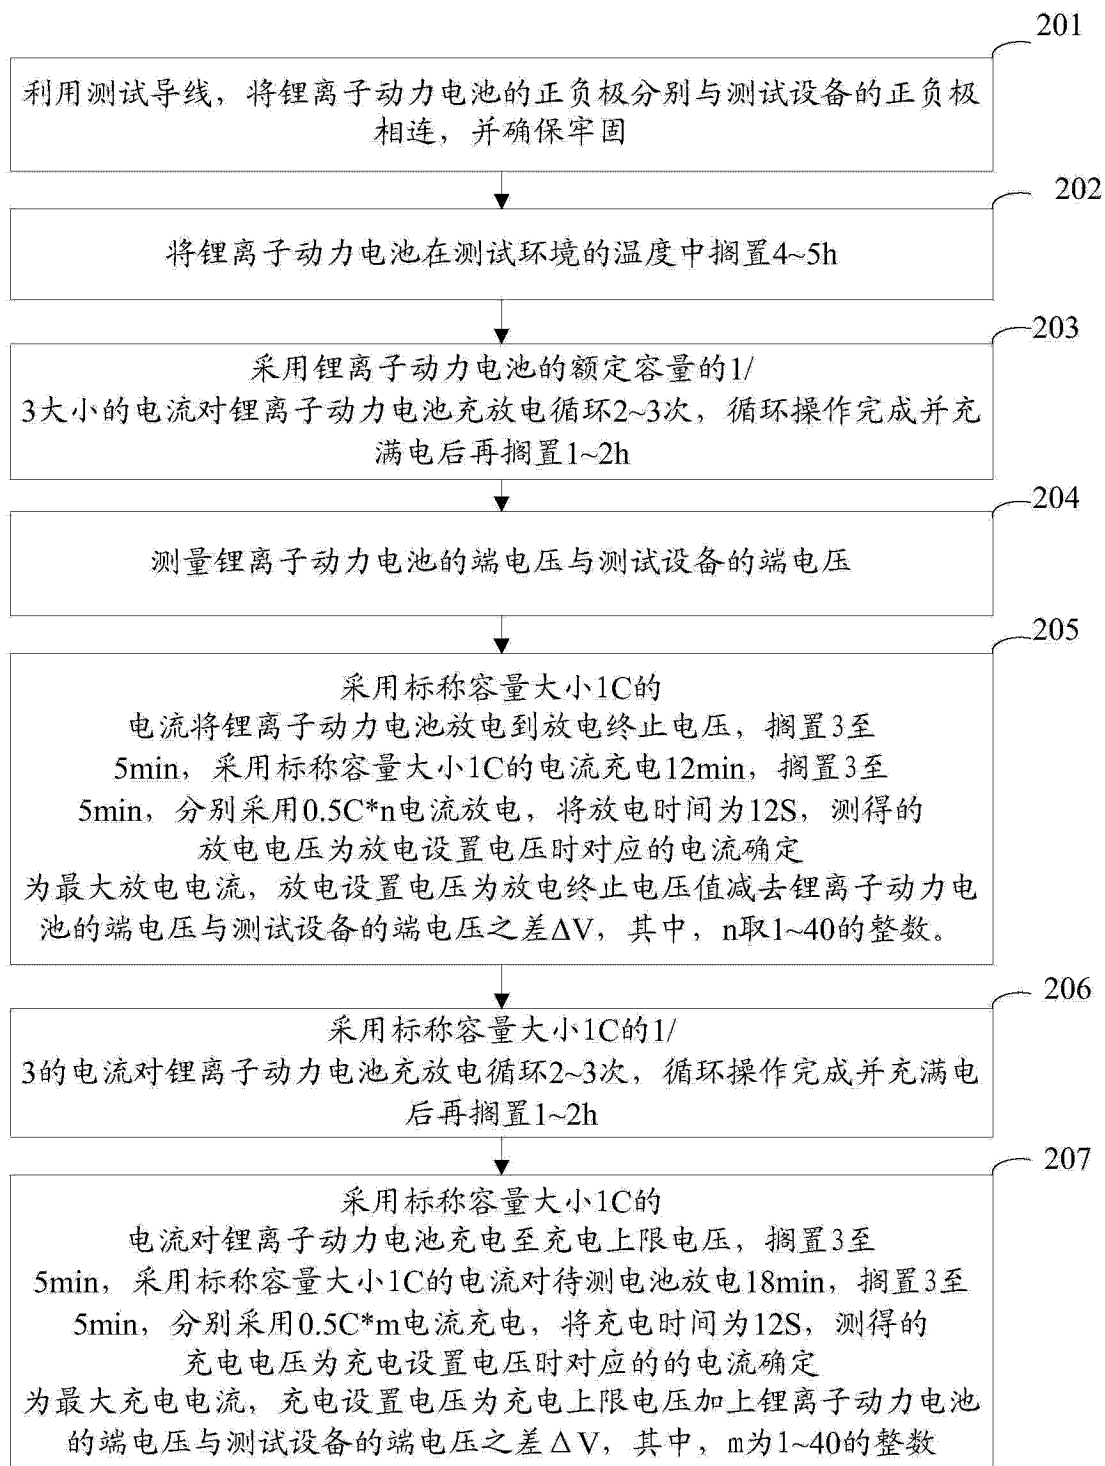 201
利用测试导线，将锂离子动力电池的正负极分别与测试设备的正负极
相连，并确保牢固
202
将锂离子动力电池在测试环境的温度中搁置4~5h
203
采用锂离子动力电池的额定容量的1/
3大小的电流对锂离子动力电池充放电循环2~3次，循环操作完成并充
满电后再搁置1~2h
204
测量锂离子动力电池的端电压与测试设备的端电压
205
采用标称容量大小1C的
电流将锂离子动力电池放电到放电终止电压，搁置3至
5min，采用标称容量大小1C的电流充电12min，搁置3至
5min，分别采用0.5C*n电流放电，将放电时间为12S，测得的
放电电压为放电设置电压时对应的电流确定
为最大放电电流，放电设置电压为放电终止电压值减去锂离子动力电
池的端电压与测试设备的端电压之差ΔV，其中，n取1~40的整数。
206
采用标称容量大小1C的1/
3的电流对锂离子动力电池充放电循环2~3次，循环操作完成并充满电
后再搁置1~2h
207
采用标称容量大小1C的
电流对锂离子动力电池充电至充电上限电压，搁置3至
5min，采用标称容量大小1C的电流对待测电池放电18min，搁置3至
5min，分别采用0.5C*m电流充电，将充电时间为12S，测得的
充电电压为充电设置电压时对应的的电流确定
为最大充电电流，充电设置电压为充电上限电压加上锂离子动力电池
的端电压与测试设备的端电压之差ΔV，其中，m为1~40的整数